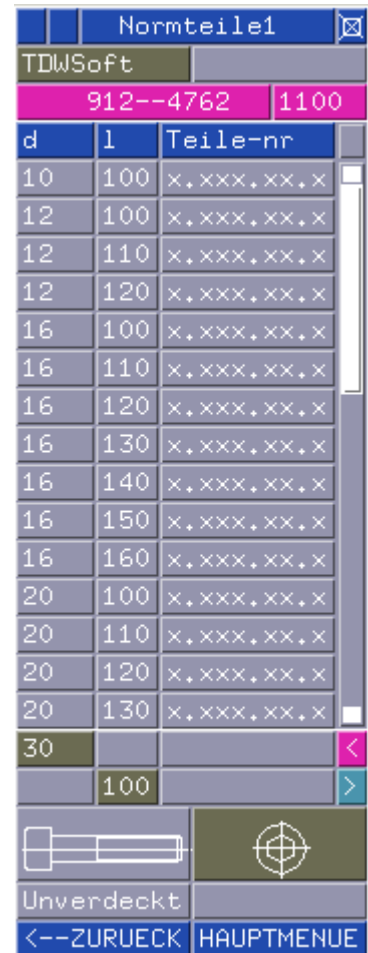 Normteile1
TDWSoft
912--4762 1100
d l Teile-nr
10 100 x.xxx.xx.x
12 100 x.xxx.xx.x
12 110 x.xxx.xx.x
12 120 x.xxx.xx.x
16 100 x.xxx.xx.x
16 110 x.xxx.xx.x
16 120 x.xxx.xx.x
16 130 x.xxx.xx.x
16 140 x.xxx.xx.x
16 150 x.xxx.xx.x
16 160 x.xxx.xx.x
20 100 x.xxx.xx.x
20 110 x.xxx.xx.x
20 120 x.xxx.xx.x
20 130 x.xxx.xx.x
30 <
100 >
Unverdeckt
<--ZURUECK HAUPTMENUE